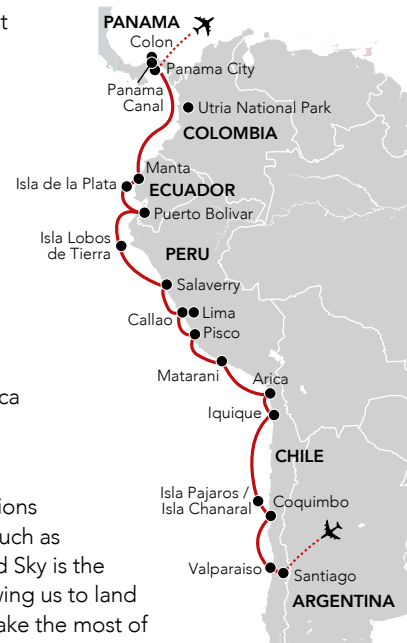 t
PANAMA
Colon
Panama City
Panama
Canal
Utria National Park
COLOMBIA
Manta
Isla de la Plata
ECUADOR
Puerto Bolivar
Isla Lobos
de Tierra
PERU
Salaverry
Callao
Lima
Pisco
Matarani
Arica
ca
Iquique
CHILE
Isla Pajaros /
Isla Chanaral
Coquimbo
ions
uch as
d Sky is the
Valparaiso
Santiago
ving us to land
ARGENTINA
ake the most of